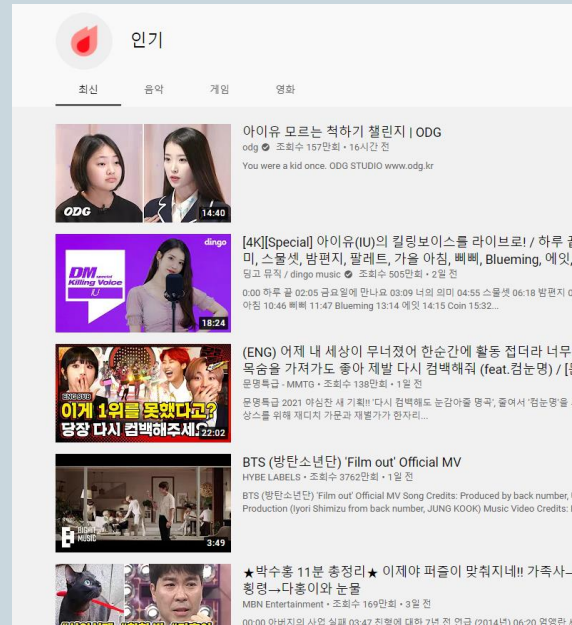 인기
최신 음악 게임 영화
ODG
14:40
아이유 모르는 척하기 챌린지 | ODG
odg 조회수 157만회 • 16시간 전
You were a kid once. ODG STUDIO www.odg.kr
dingo
DM special
Killing Voice
IU
18:24
[4K][Special] 아이유(IU)의 킬링보이스를 라이브로! / 하루 끝
미, 스물셋, 밤편지, 팔레트, 가을 아침, 삐삐, Blueming, 에잇,
딩고 뮤직 / dingo music 조회수 505만회 • 2일 전
0:00 하루 끝 02:05 금요일에 만나요 03:09 너의 의미 04:55 스물셋 06:18 밤편지 0
아침 10:46 삐삐 11:47 Blueming 13:14 에잇 14:15 Coin 15:32...
ENG SUB
이게 1위를 못했다고?
당장 다시 컴백해주세
22:02
(ENG) 어제 내 세상이 무너졌어 한순간에 활동 접더라 너무
목숨을 가져가도 좋아 제발 다시 컴백해줘 (feat.컴눈명) / [문
문명특급 - MMTG • 조회수 138만회 • 1일 전
문명특급 2021 야심찬 새 기획!! '다시 컴백해도 눈감아줄 명곡', 줄여서 '컴눈명'을
상스를 위해 재디치 가문과 재벌가가 한자리...
BIGHIT
MUSIC
3:49
BTS (방탄소년단) 'Film out' Official MV
HYBE LABELS • 조회수 3762만회 • 1일 전
BTS (방탄소년단) 'Film out' Official MV Song Credits: Produced by back number,
Production (Iyori Shimizu from back number, JUNG KOOK) Music Video Credits:
★박수홍 11분 총정리★ 이제야 퍼즐이 맞춰지네!! 가족사→
횡령→다홍이와 눈물
MBN Entertainment • 조회수 169만회 • 3일 전
00:00 아버지의 사업 실패 03:47 친형에 대한 7년 전 언급 (2014년) 06:20